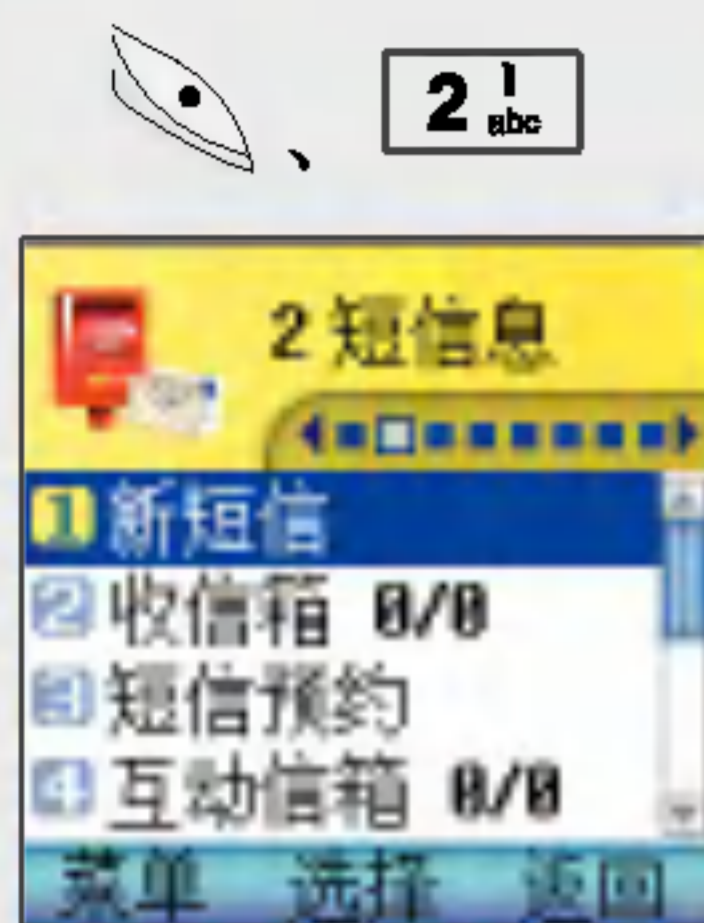 、 2 丨 abc
2 短信息
1 新短信
2 收信箱 0/0
3 短信预约
4 互动信箱 0/0
菜单 选择 返回